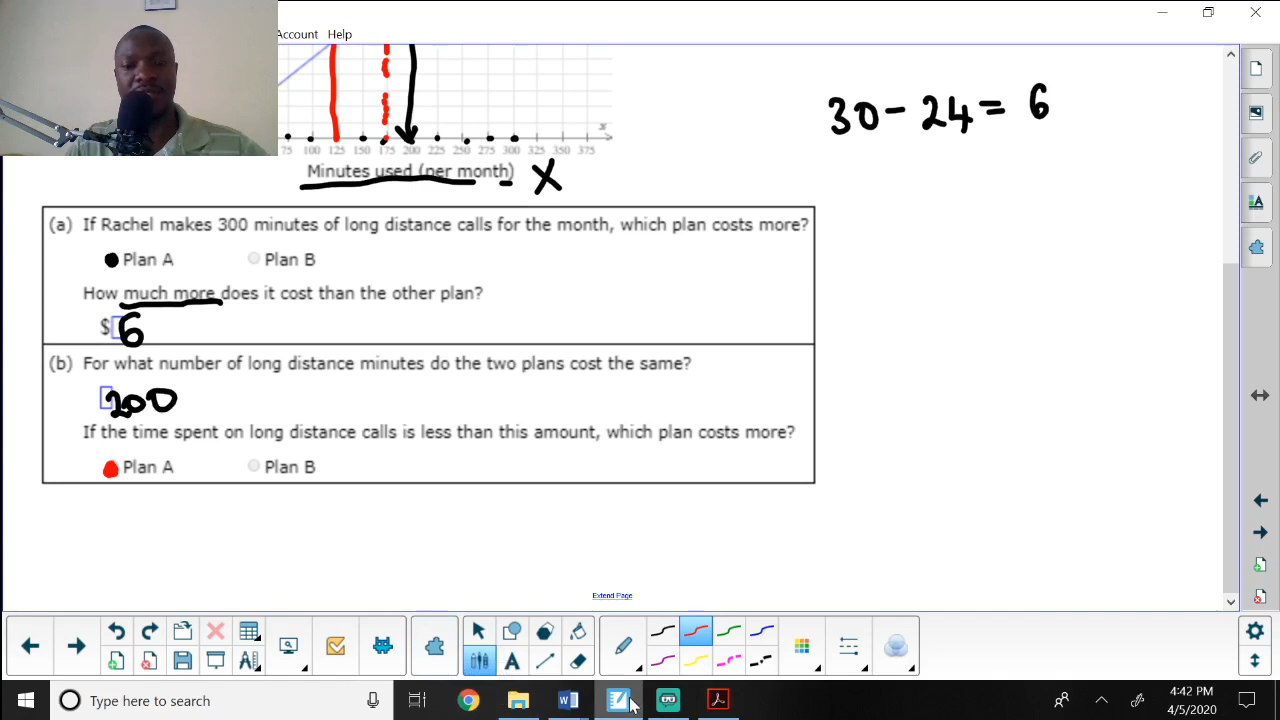 Account Help
30 - 24 = 6
x
75 100 125 150 175 200 225 250 275 300 325 350 375
Minutes used (per month) X
(a) If Rachel makes 300 minutes of long distance calls for the month, which plan costs more?
Plan A Plan B
How much more does it cost than the other plan?
$ 6
(b) For what number of long distance minutes do the two plans cost the same?
200
If the time spent on long distance calls is less than this amount, which plan costs more?
Plan A Plan B
Extend Page
Type here to search
4:42 PM
4/5/2020